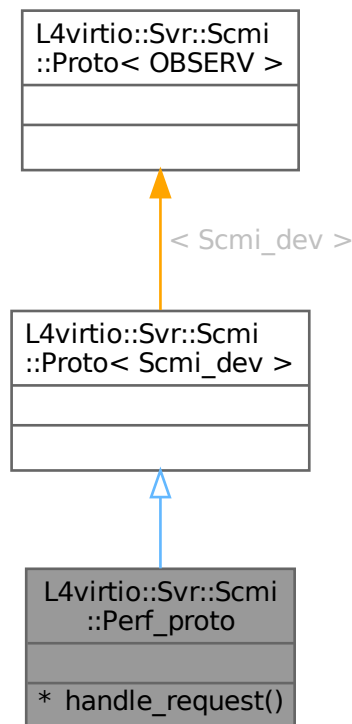 L4virtio::Svr::Scmi
::Proto< OBSERV >
< Scmi_dev >
L4virtio::Svr::Scmi
::Proto< Scmi_dev >
L4virtio::Svr::Scmi
::Perf_proto
* handle_request()